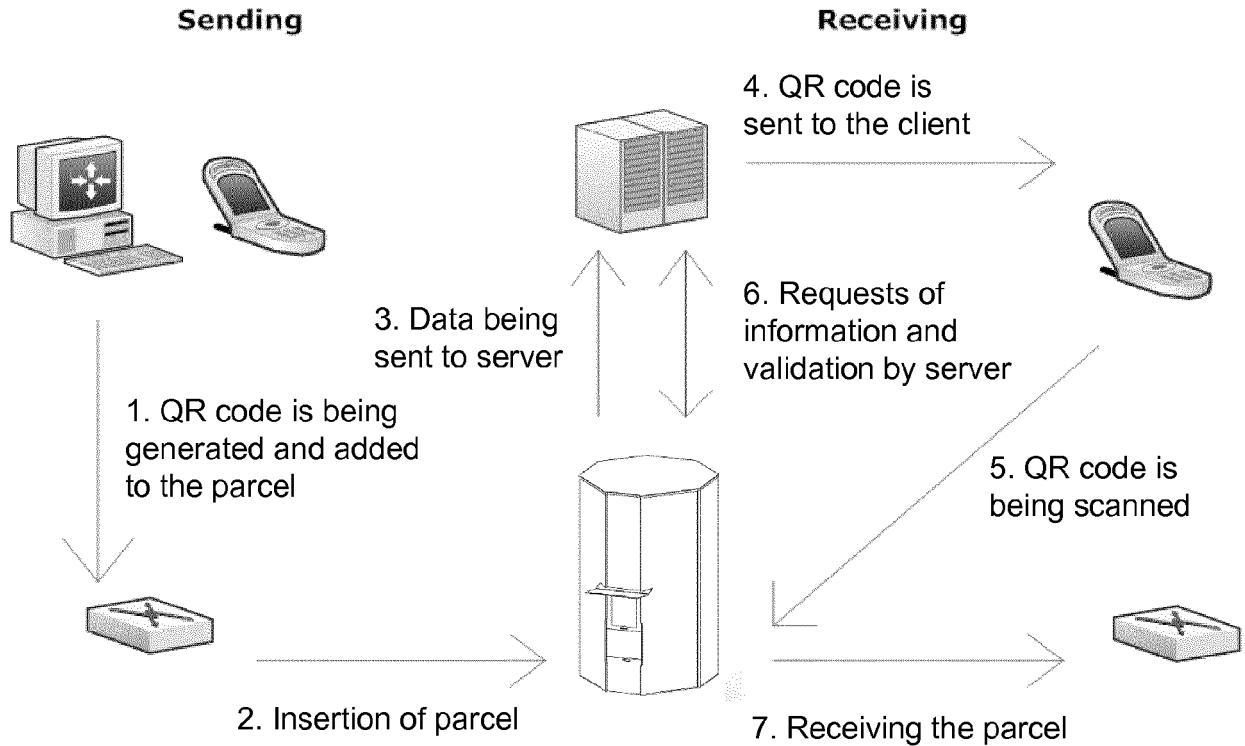 Sending
Receiving
4. QR code is
sent to the client
3. Data being
sent to server
6. Requests of
information and
validation by server
1. QR code is being
generated and added
to the parcel
5. QR code is
being scanned
2. Insertion of parcel
7. Receiving the parcel